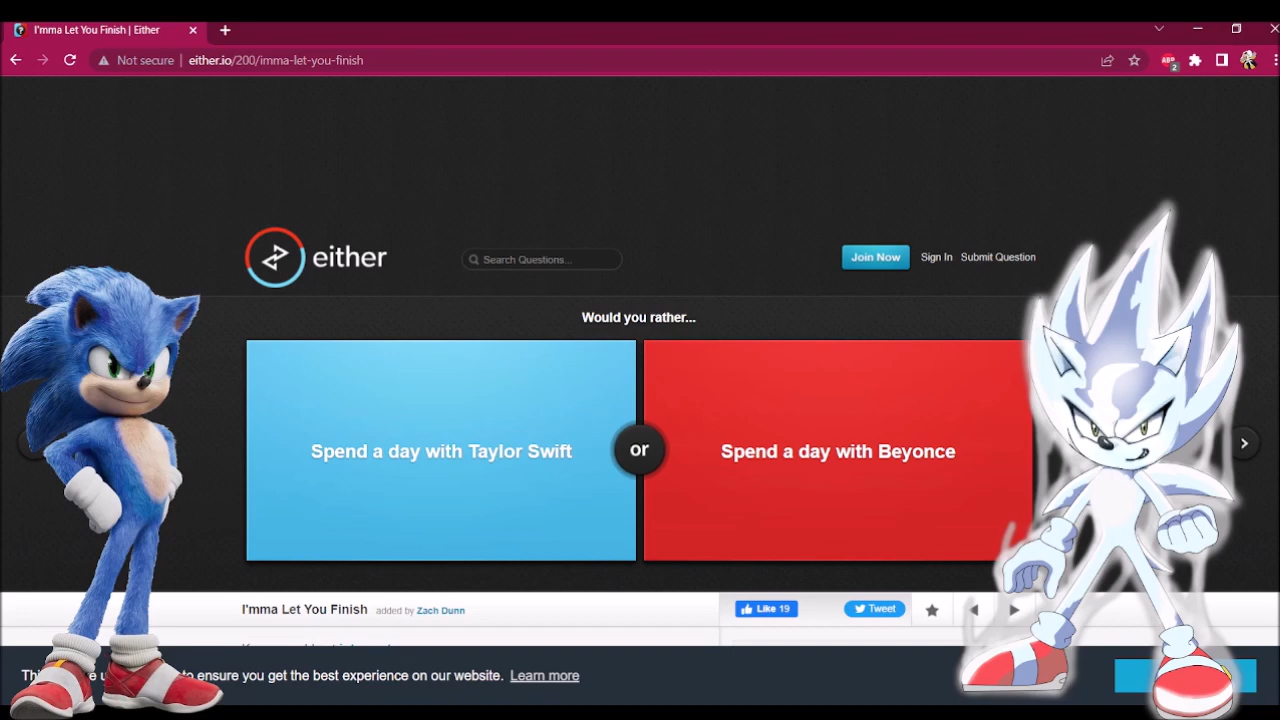 I'mma Let You Finish | Either
Not secure | either.io/200/imma-let-you-finish
ABP
2
either
Search Questions...
Join Now
Sign In
Submit Question
Would you rather...
Spend a day with Taylor Swift
or
Spend a day with Beyonce
I'mma Let You Finish added by Zach Dunn
Like 19
Tweet
to ensure you get the best experience on our website. Learn more